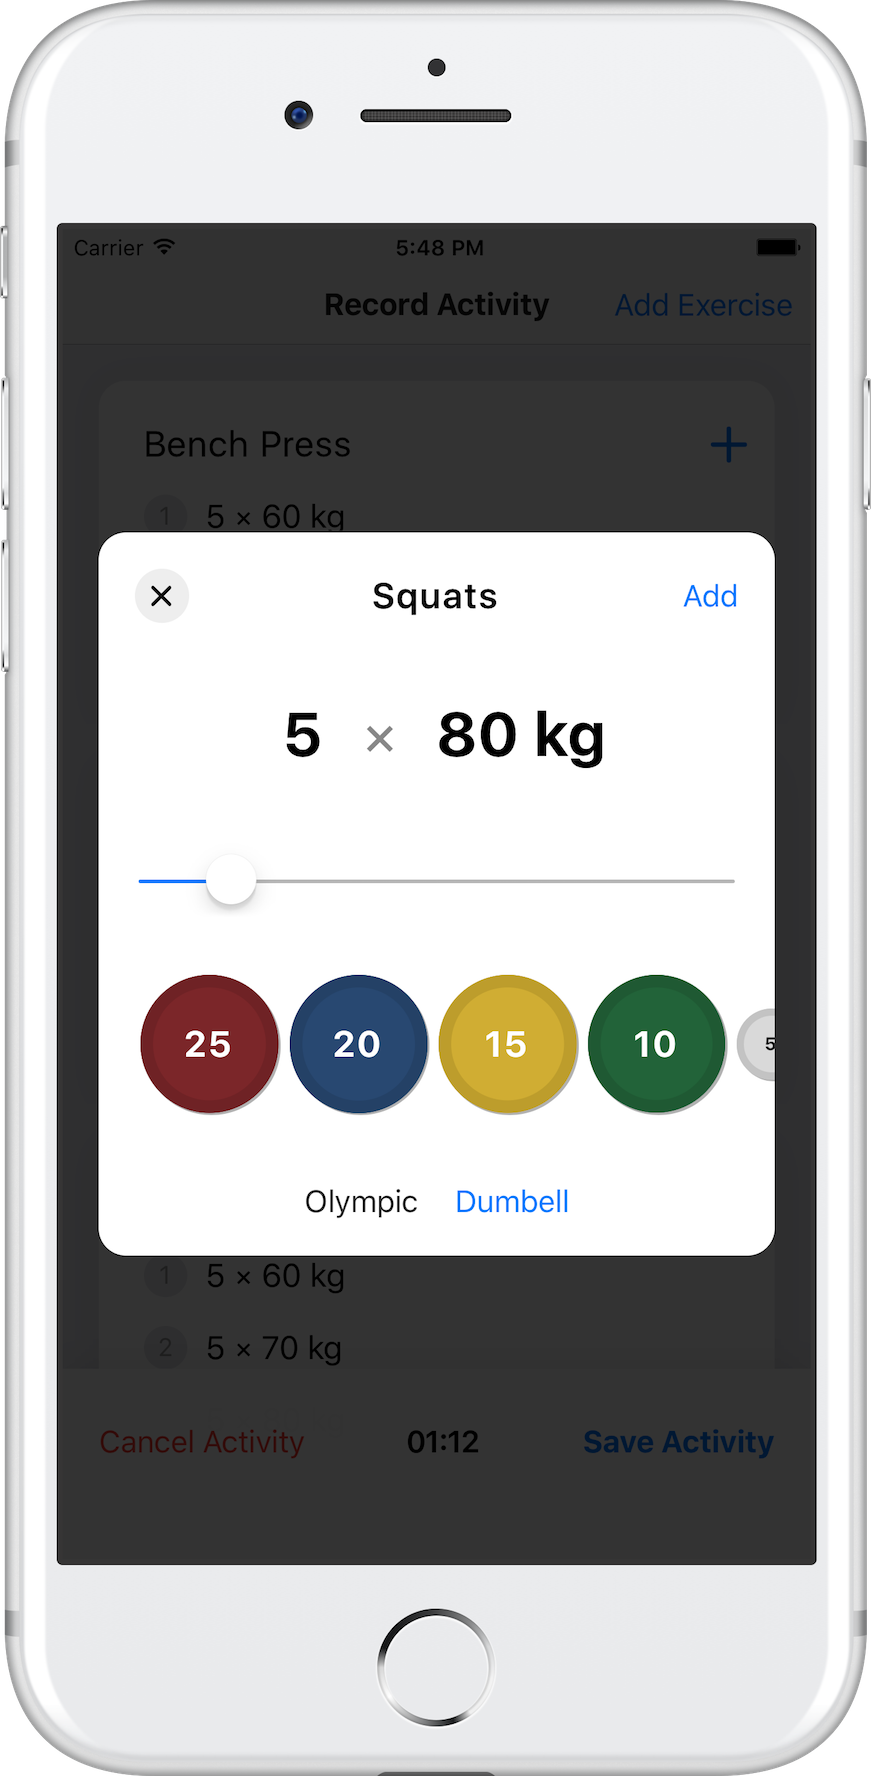 Carrier 5:48 PM
Record Activity Add Exercise
Bench Press
1 5 × 60 kg
Squats Add
5 × 80 kg
25 20 15 10 5
Olympic Dumbell
1 5 × 60 kg
2 5 × 70 kg
Cancel Activity 01:12 Save Activity